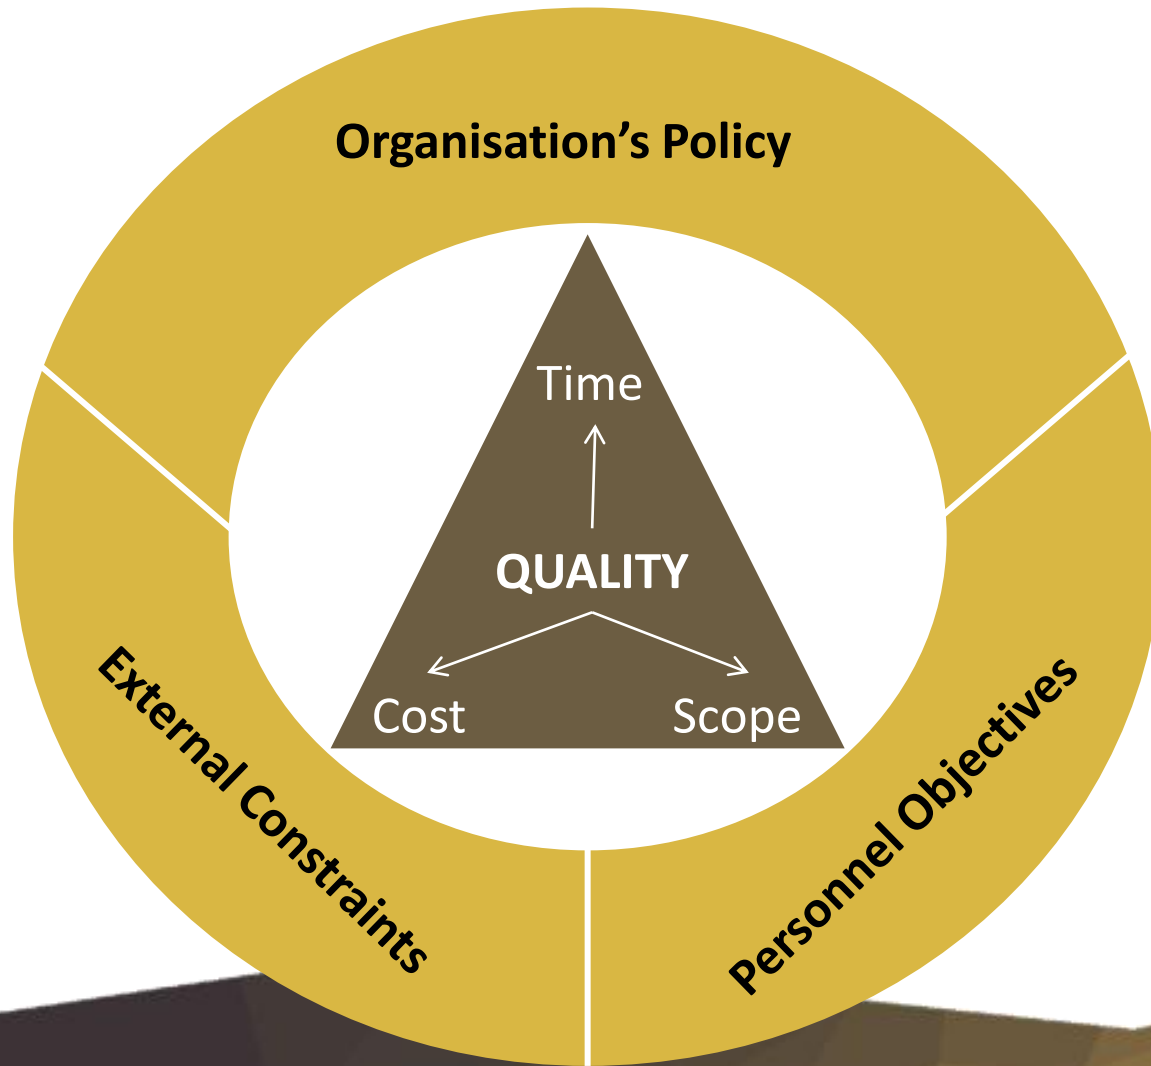 Organisation’s Policy
Time
QUALITY
Cost
Scope
External Constraints
Personnel Objectives